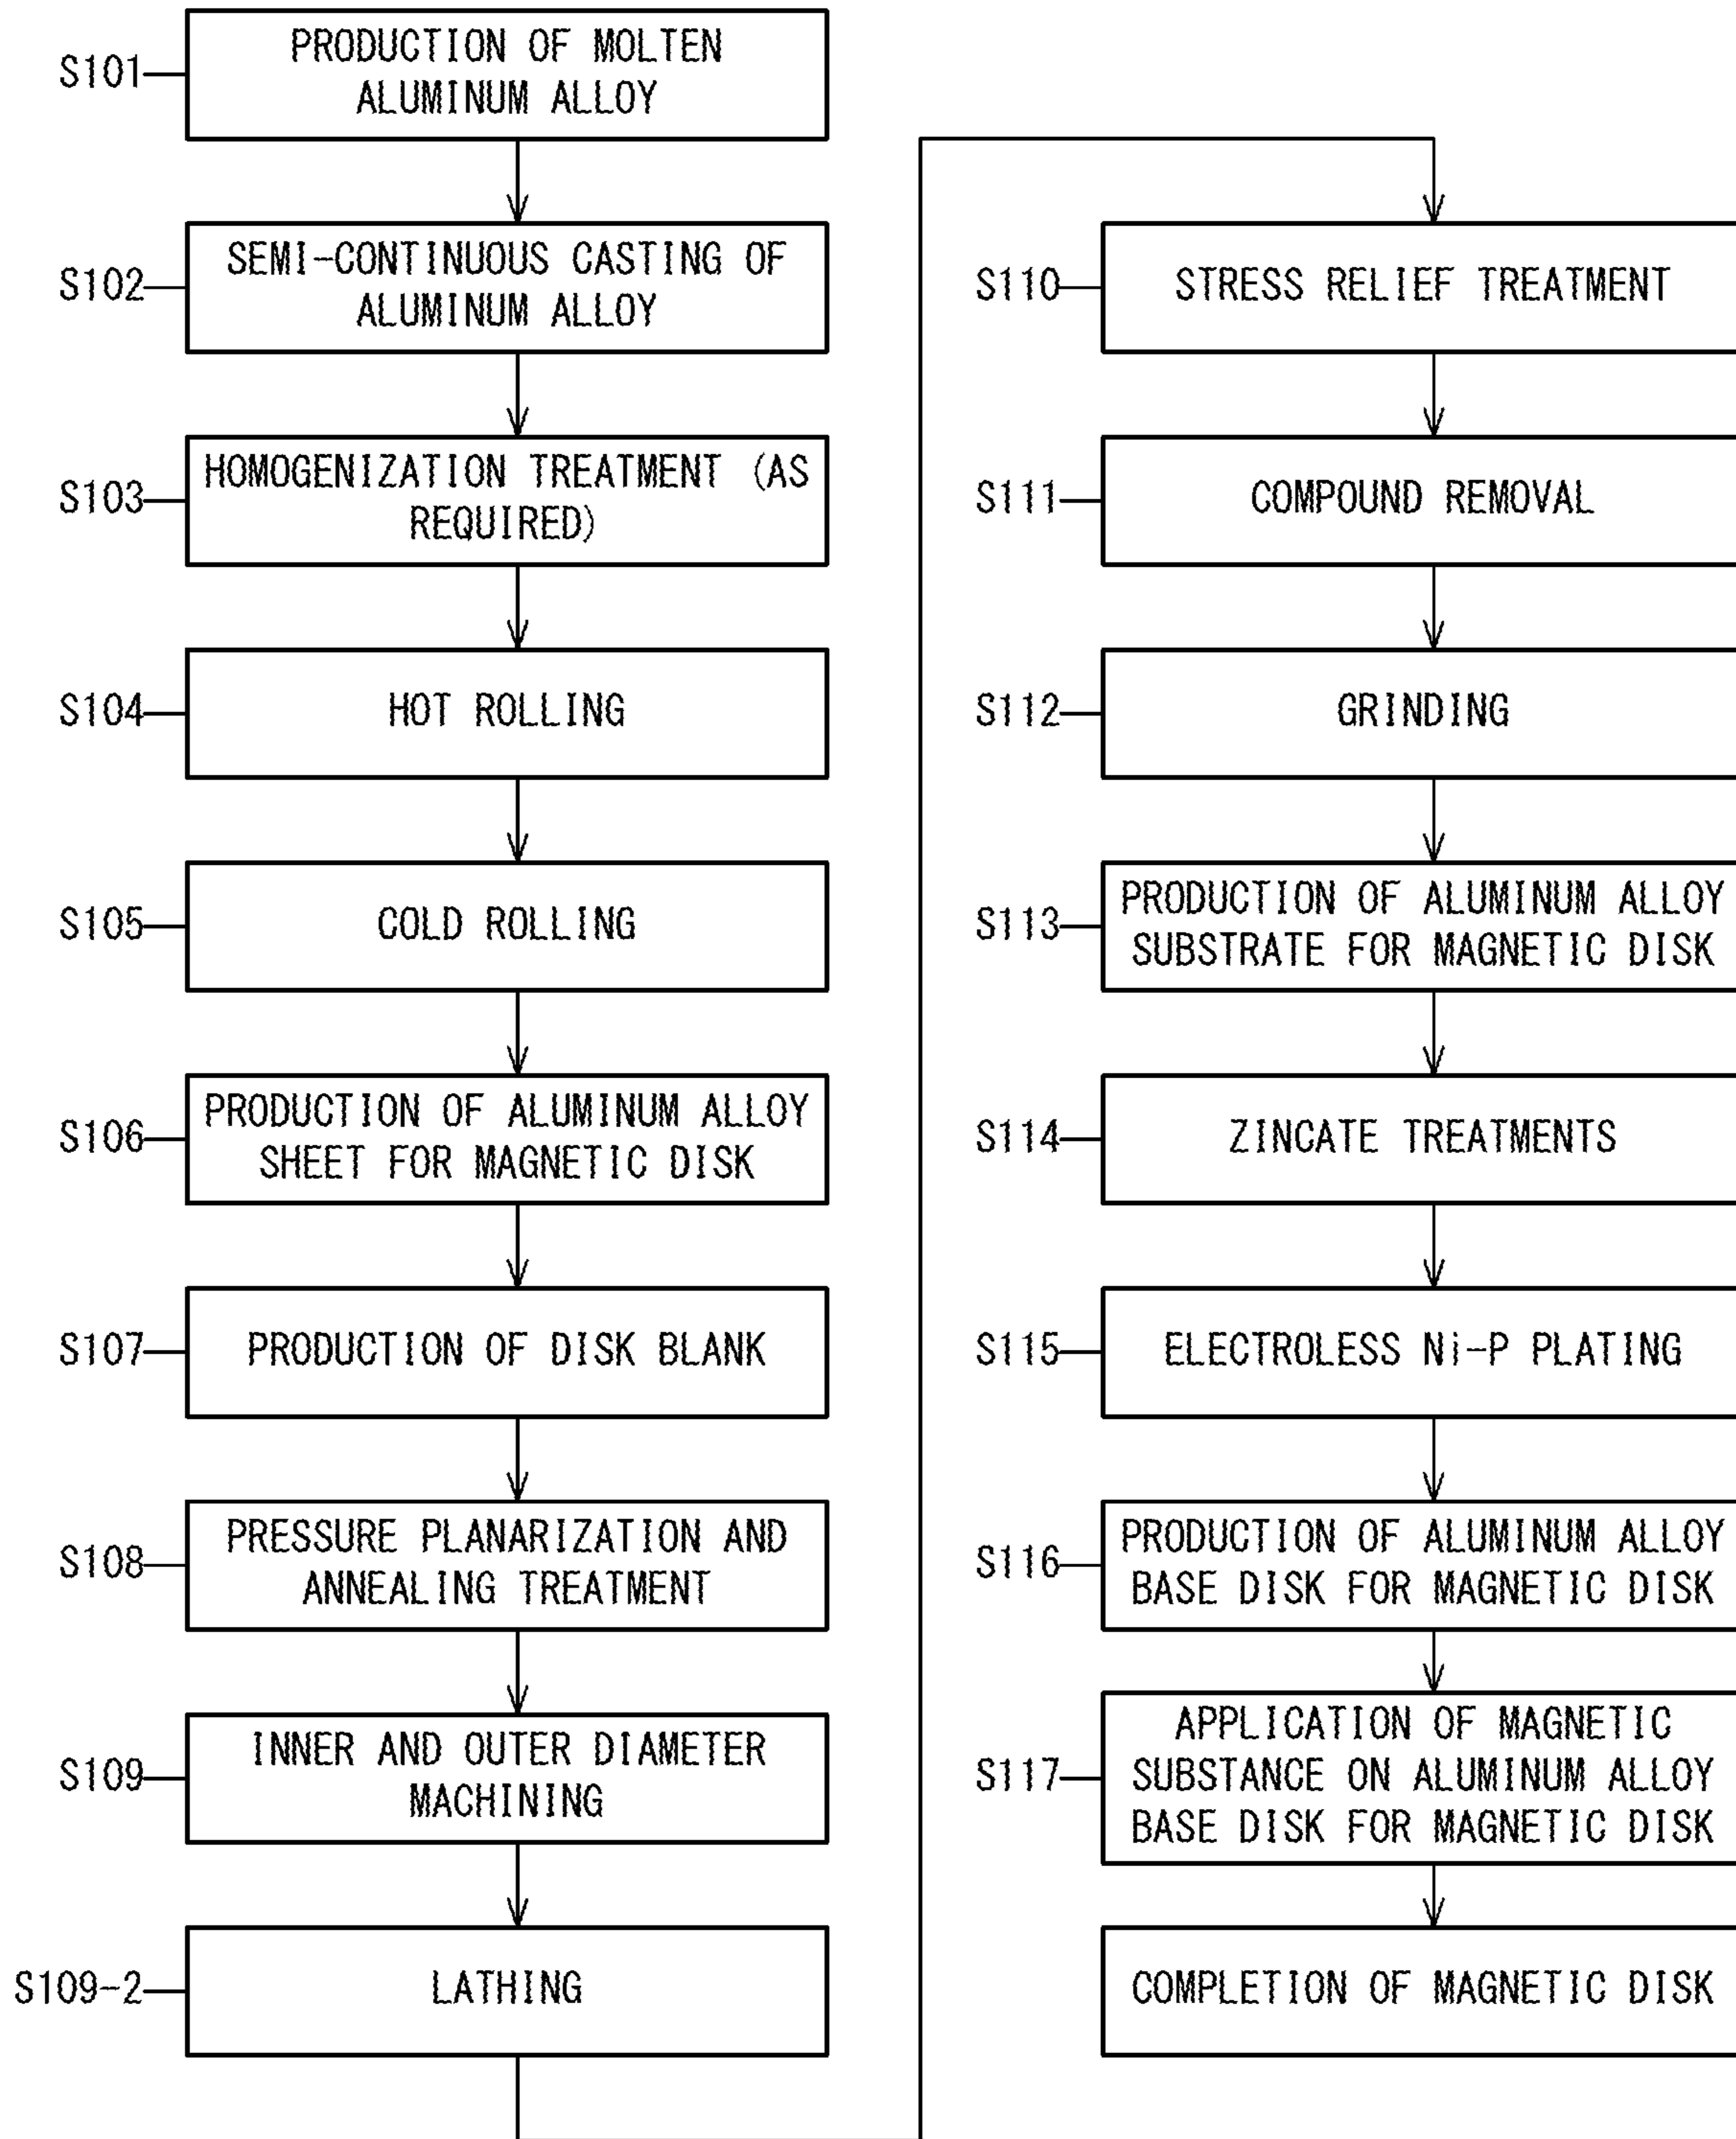 S101
PRODUCTION OF MOLTEN
ALUMINUM ALLOY
S102
SEMI-CONTINUOUS CASTING OF
ALUMINUM ALLOY
S103
HOMOGENIZATION TREATMENT (AS
REQUIRED)
S104
HOT ROLLING
S105
COLD ROLLING
S106
PRODUCTION OF ALUMINUM ALLOY
SHEET FOR MAGNETIC DISK
S107
PRODUCTION OF DISK BLANK
S108
PRESSURE PLANARIZATION AND
ANNEALING TREATMENT
S109
INNER AND OUTER DIAMETER
MACHINING
S109-2
LATHING
S110
STRESS RELIEF TREATMENT
S111
COMPOUND REMOVAL
S112
GRINDING
S113
PRODUCTION OF ALUMINUM ALLOY
SUBSTRATE FOR MAGNETIC DISK
S114
ZINCATE TREATMENTS
S115
ELECTROLESS Ni-P PLATING
S116
PRODUCTION OF ALUMINUM ALLOY
BASE DISK FOR MAGNETIC DISK
S117
APPLICATION OF MAGNETIC
SUBSTANCE ON ALUMINUM ALLOY
BASE DISK FOR MAGNETIC DISK
COMPLETION OF MAGNETIC DISK